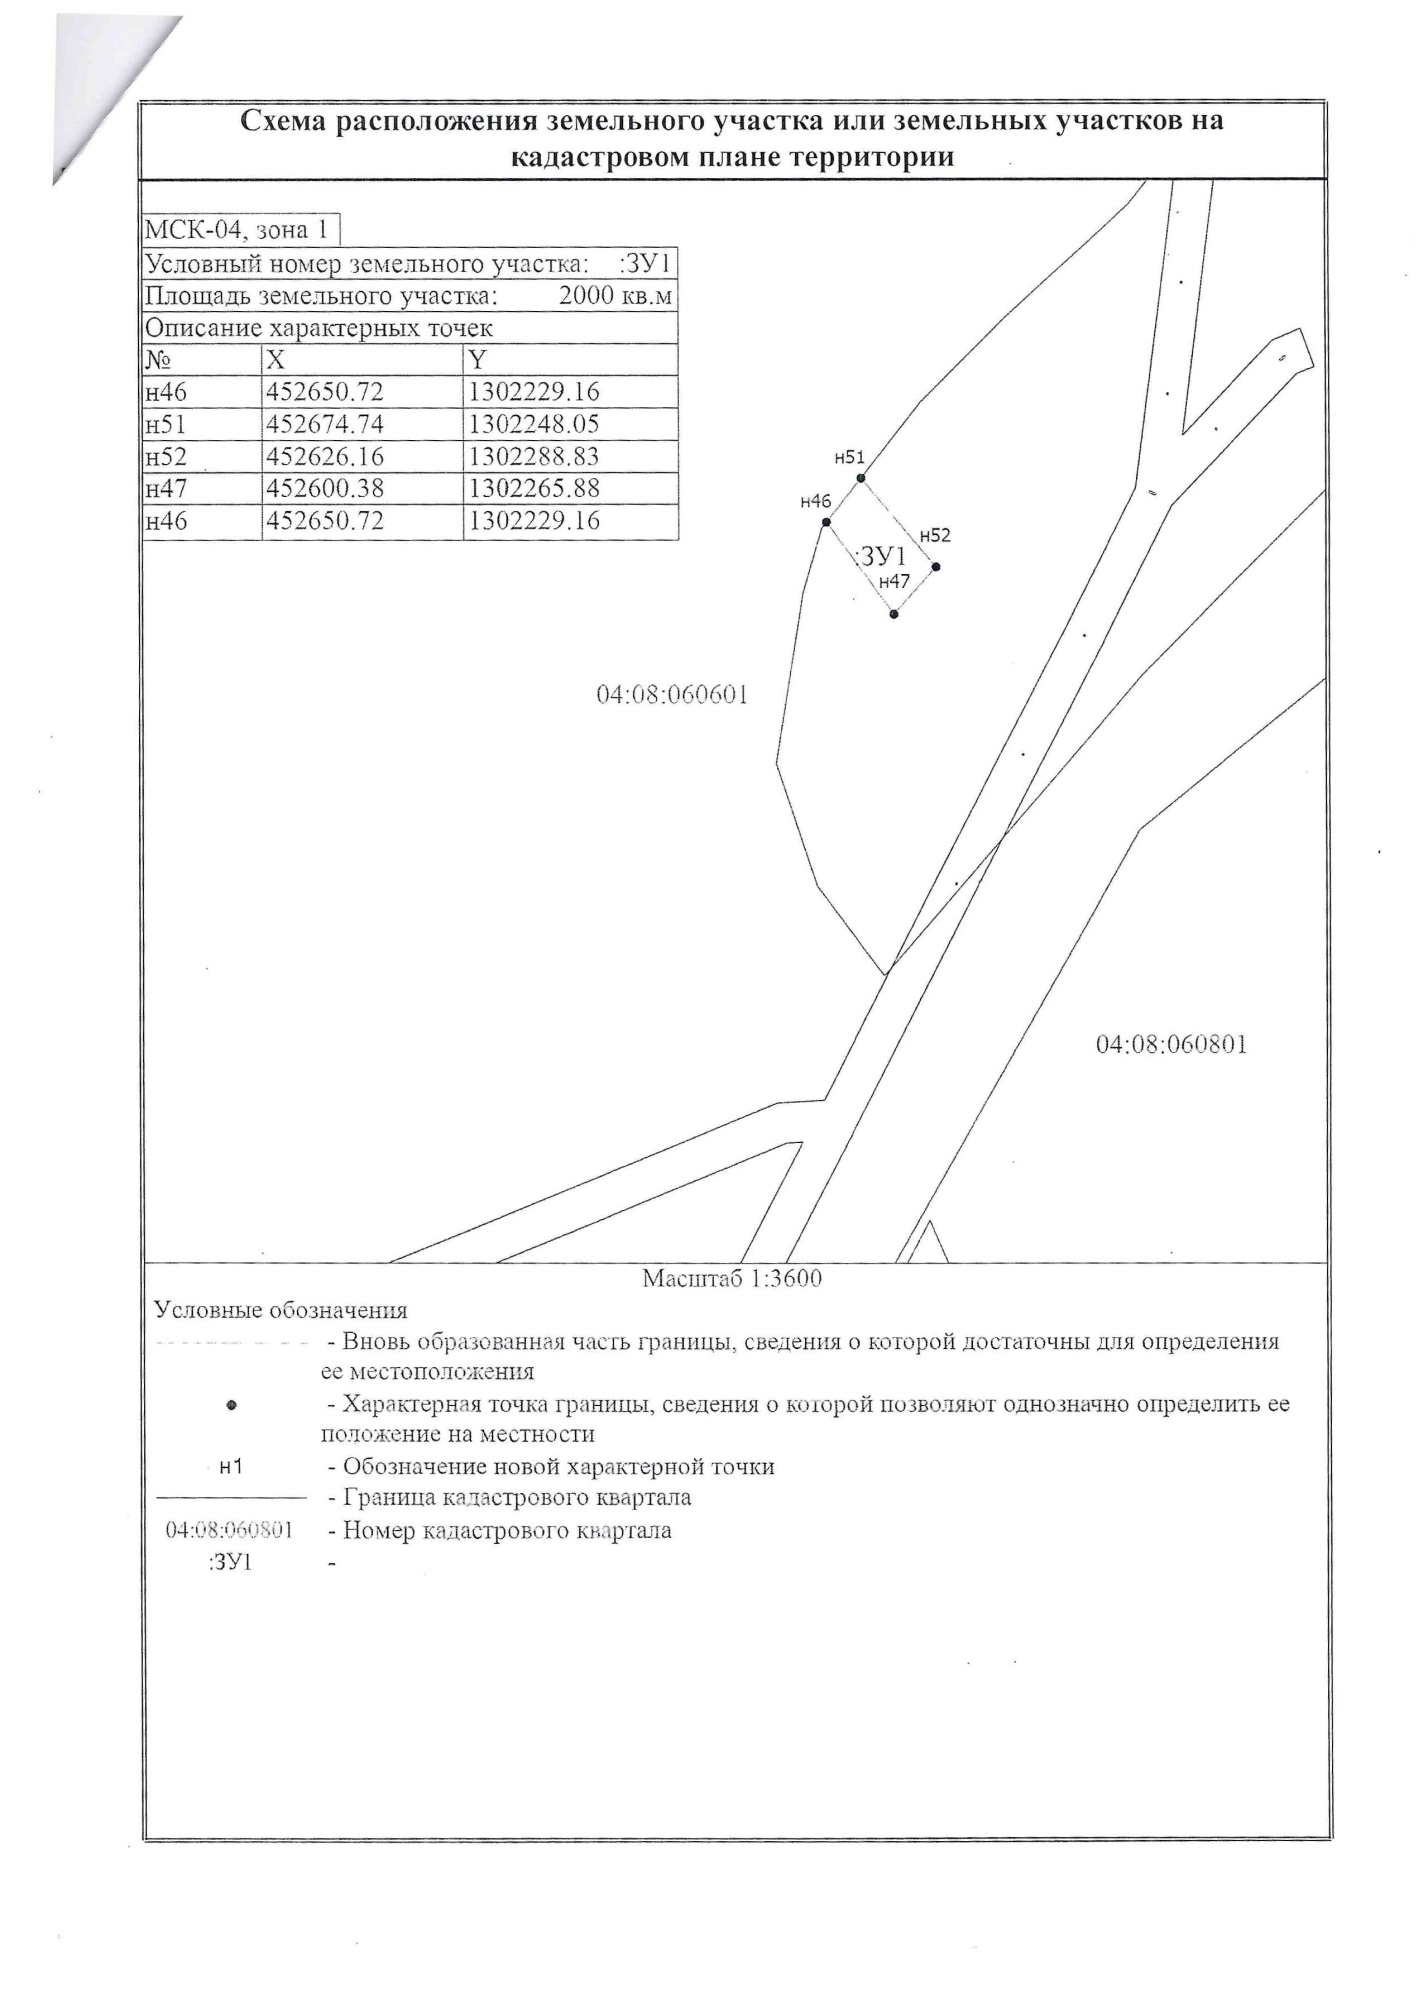 Схема расположения земельного участка или земельных участков на
кадастровом плане территории
МСК-04, зона 1
Условный номер земельного участка: :ЗУ1
Площадь земельного участка: 2000 кв.м
Описание характерных точек
№ X Y
н46 452650.72 1302229.16
н51 452674.74 1302248.05
н52 452626.16 1302288.83
н47 452600.38 1302265.88
н46 452650.72 1302229.16
н51
н46
н52
:ЗУ1
н47
04:08:060601
04:08:060801
Масштаб 1:3600
Условные обозначения
- Вновь образованная часть границы, сведения о которой достаточны для определения
ее местоположения
- Характерная точка границы, сведения о которой позволяют однозначно определить ее
положение на местности
н1 - Обозначение новой характерной точки
- Граница кадастрового квартала
04:08:060801 - Номер кадастрового квартала
:ЗУ1 -